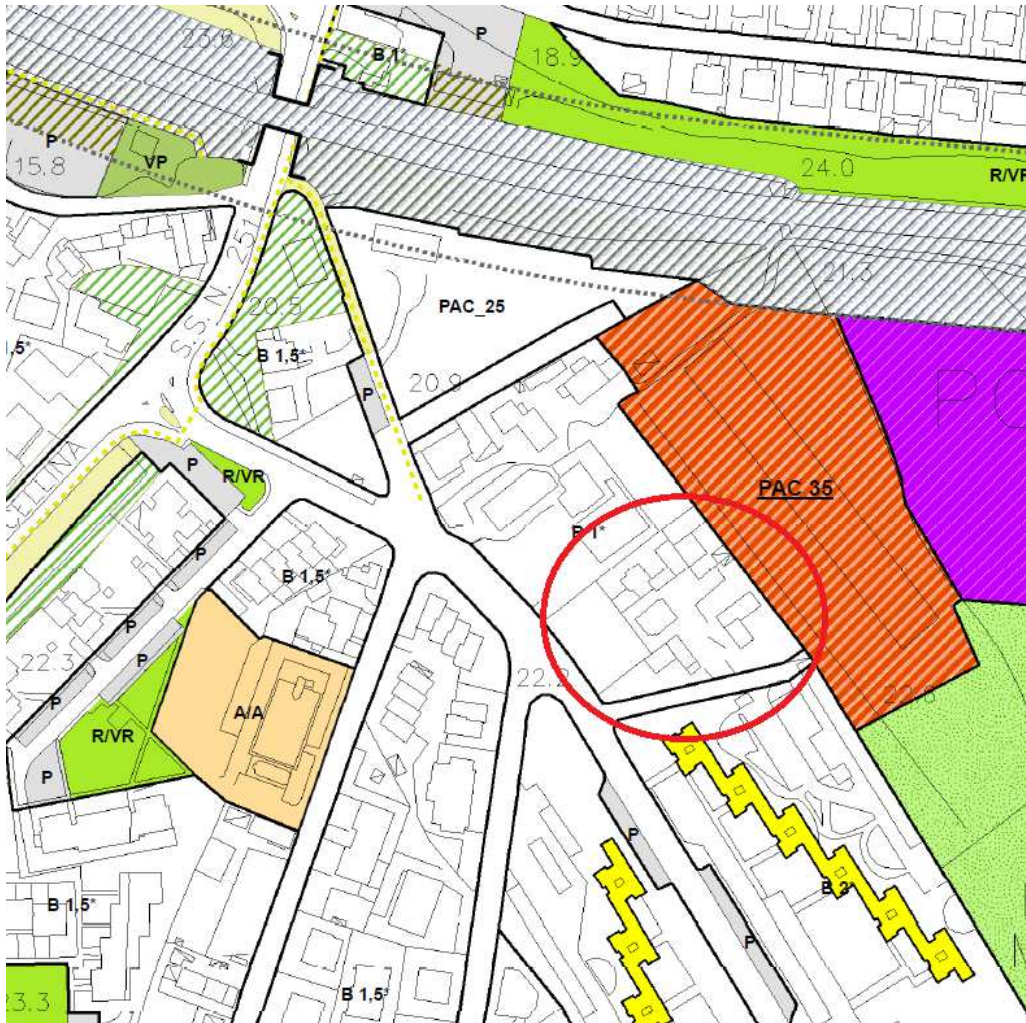 23.6
P
18.9
B 1*
P
15.8
VP
24.0
R/VR
S.S. N 25
21.3
PAC_25
20.5
1,5*
B 1,5*
20.9
P
P
R/VR
PAC 35
B 1*
P
B 1,5*
P
22.3
P
22.2
P
A/A
R/VR
P
P
B 2*
B 1,5*
P
B 1,5*
23.3